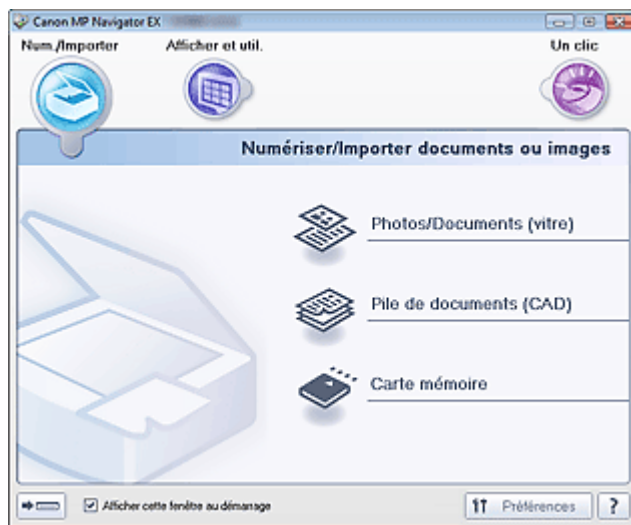 Canon MP Navigator EX
Num./Importer
Afficher et util.
Un clic
Numériser/Importer documents ou images
Photos/Documents (vitre)
Pile de documents (CAD)
Carte mémoire
Afficher cette fenêtre au démarrage
Préférences
?